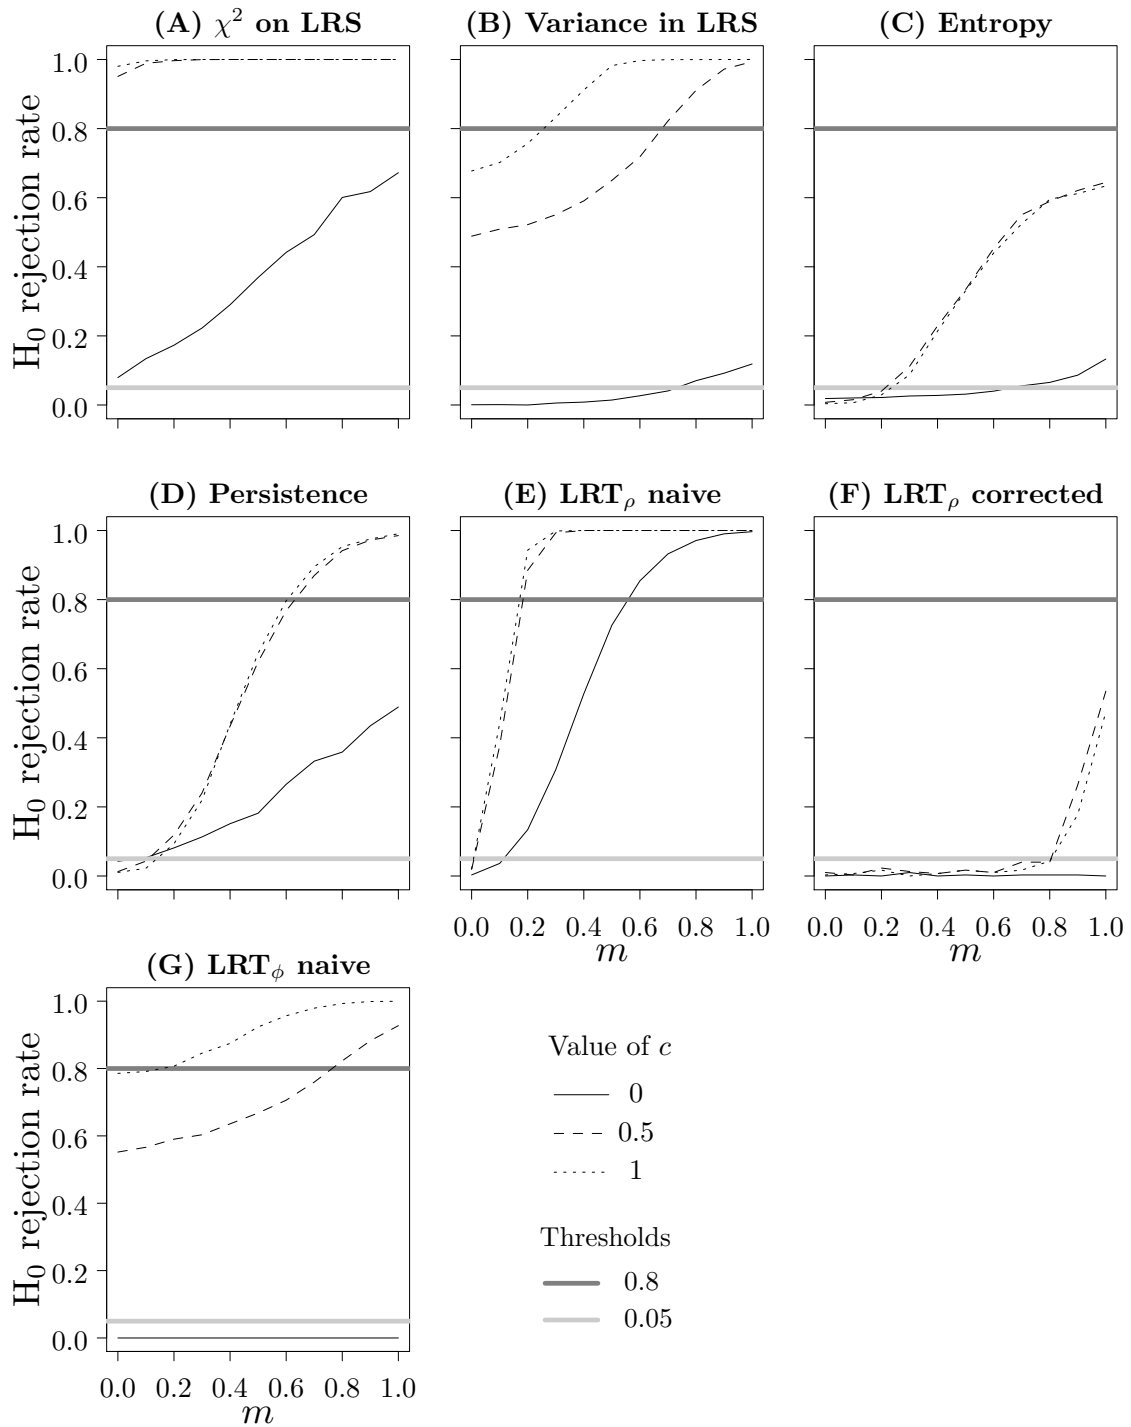 (A) χ² on LRS
(B) Variance in LRS
(C) Entropy
H₀ rejection rate
1.0
0.8
0.6
0.4
0.2
0.0
(D) Persistence
(E) LRTρ naive
(F) LRTρ corrected
H₀ rejection rate
1.0
0.8
0.6
0.4
0.2
0.0
0.0 0.2 0.4 0.6 0.8 1.0
m
0.0 0.2 0.4 0.6 0.8 1.0
m
(G) LRTϕ naive
H₀ rejection rate
1.0
0.8
0.6
0.4
0.2
0.0
0.0 0.2 0.4 0.6 0.8 1.0
m
Value of c
0
0.5
1
Thresholds
0.8
0.05